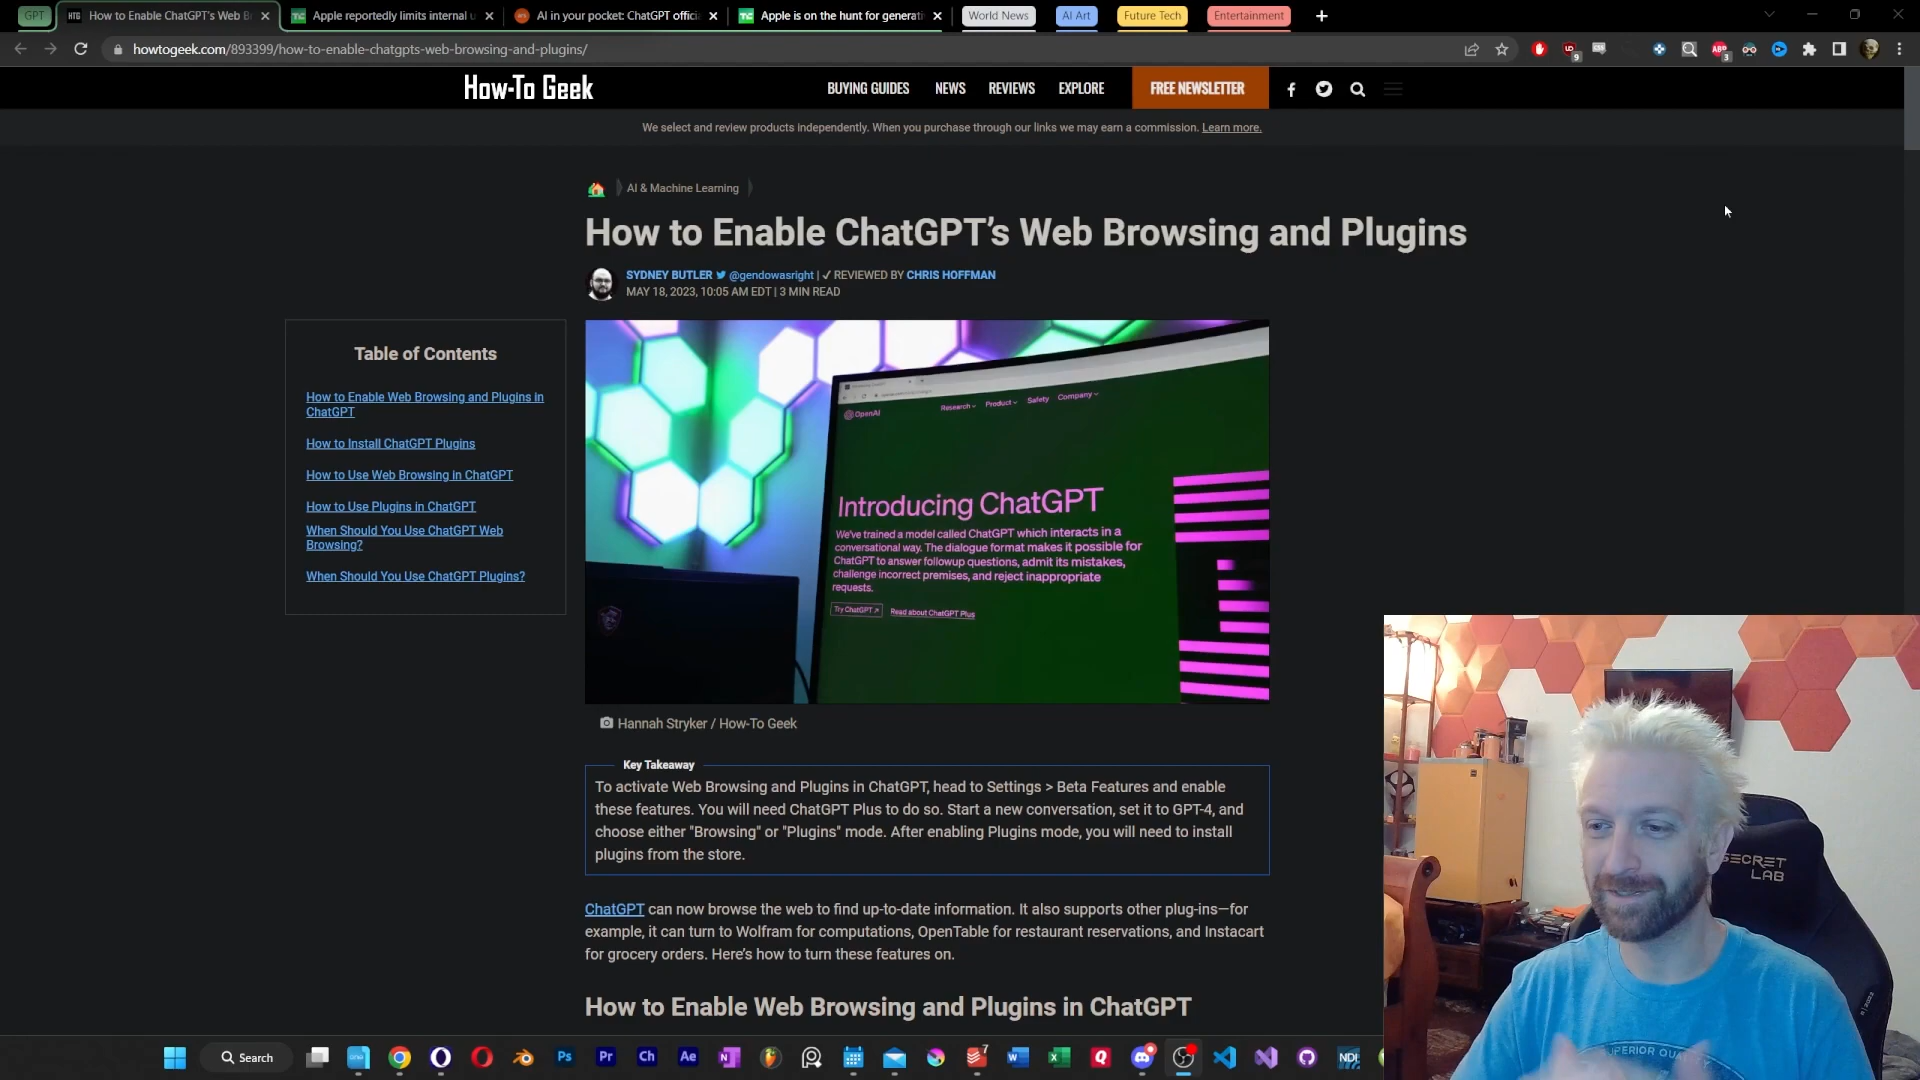 GPT
How to Enable ChatGPT's Web B
Apple reportedly limits internal u
AI in your pocket: ChatGPT offici
Apple is on the hunt for generati
World News
AI Art
Future Tech
Entertainment
howtogeek.com/893399/how-to-enable-chatgpts-web-browsing-and-plugins/
How-To Geek
BUYING GUIDES
NEWS
REVIEWS
EXPLORE
FREE NEWSLETTER
We select and review products independently. When you purchase through our links we may earn a commission. Learn more.
AI & Machine Learning
How to Enable ChatGPT's Web Browsing and Plugins
SYDNEY BUTLER @gendowasright | ✓ REVIEWED BY CHRIS HOFFMAN
MAY 18, 2023, 10:05 AM EDT | 3 MIN READ
Table of Contents
How to Enable Web Browsing and Plugins in
ChatGPT
How to Install ChatGPT Plugins
How to Use Web Browsing in ChatGPT
How to Use Plugins in ChatGPT
When Should You Use ChatGPT Web
Browsing?
When Should You Use ChatGPT Plugins?
OpenAI
Research
Product
Safety
Company
Introducing ChatGPT
We've trained a model called ChatGPT which interacts in a
conversational way. The dialogue format makes it possible for
ChatGPT to answer followup questions, admit its mistakes,
challenge incorrect premises, and reject inappropriate
requests.
Try ChatGPT
Read about ChatGPT Plus
Hannah Stryker / How-To Geek
Key Takeaway
To activate Web Browsing and Plugins in ChatGPT, head to Settings > Beta Features and enable
these features. You will need ChatGPT Plus to do so. Start a new conversation, set it to GPT-4, and
choose either "Browsing" or "Plugins" mode. After enabling Plugins mode, you will need to install
plugins from the store.
ChatGPT can now browse the web to find up-to-date information. It also supports other plug-ins—for
example, it can turn to Wolfram for computations, OpenTable for restaurant reservations, and Instacart
for grocery orders. Here's how to turn these features on.
How to Enable Web Browsing and Plugins in ChatGPT
SECRET
LAB
SUPERIOR QUAL
Search
Ps
Pr
Ch
Ae
7
NDI